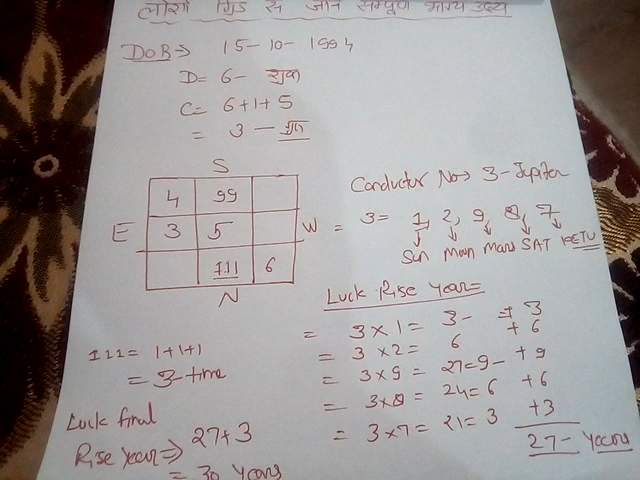 लोशो ग्रिड से जाने सम्पूर्ण भाग्य उदय
DOB→ 15-10-1994
D= 6- शुक्र
C= 6+1+5
= 3 - गुरु
S
4 99
E 3 5 W
111 6
N
Conductor No→ 3-Jupiter
= 3= 1, 2, 9, 8, 7
Sun Moon Mars SAT KETU
Luck Rise Year=
= 3×1= 3- → 3
= 3×2= 6 +6
= 3×9= 27=9- +9
= 3×8= 24=6 +6
= 3×7= 21=3 +3
27- Years
111= 1+1+1
= 3-time
Luck final
Rise Year⇒ 27+3
= 30 Years